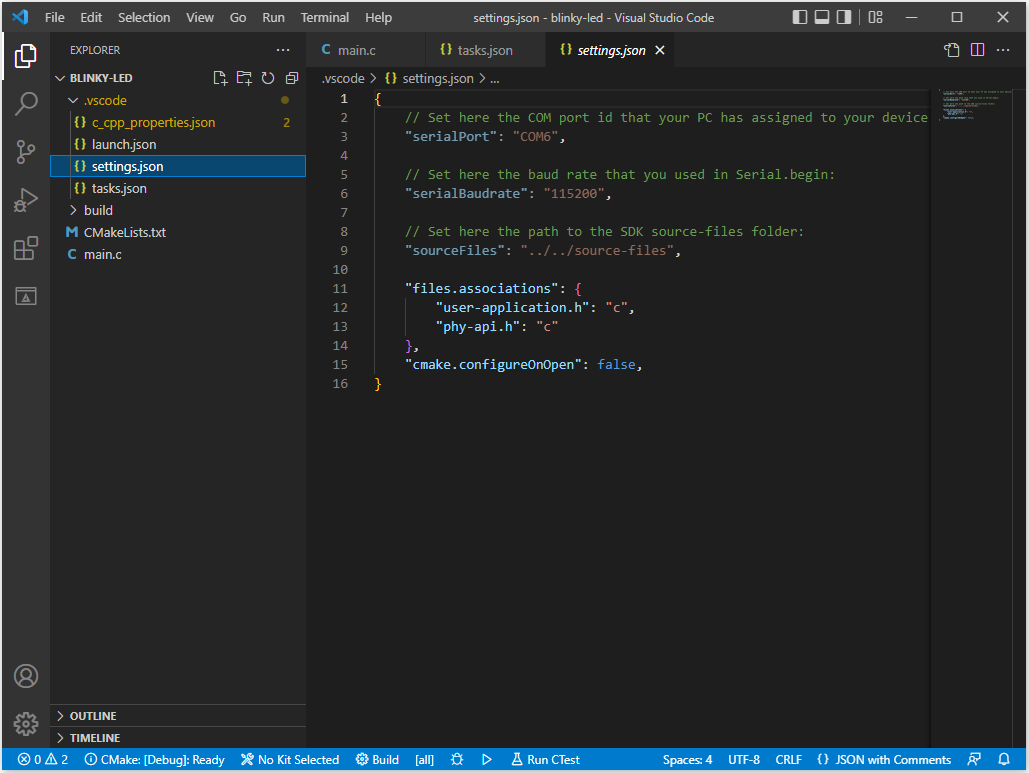 File Edit Selection View Go Run Terminal Help settings.json - blinky-led - Visual Studio Code
EXPLORER
BLINKY-LED
.vscode
{} c_cpp_properties.json 2
{} launch.json
{} settings.json
{} tasks.json
build
M CMakeLists.txt
C main.c
OUTLINE
TIMELINE
C main.c {} tasks.json {} settings.json
.vscode > {} settings.json > ...
1 {
2 // Set here the COM port id that your PC has assigned to your device
3 "serialPort": "COM6",
4
5 // Set here the baud rate that you used in Serial.begin:
6 "serialBaudrate": "115200",
7
8 // Set here the path to the SDK source-files folder:
9 "sourceFiles": "../../source-files",
10
11 "files.associations": {
12 "user-application.h": "c",
13 "phy-api.h": "c"
14 },
15 "cmake.configureOnOpen": false,
16 }
0 2 CMake: [Debug]: Ready No Kit Selected Build [all] Run CTest Spaces: 4 UTF-8 CRLF {} JSON with Comments